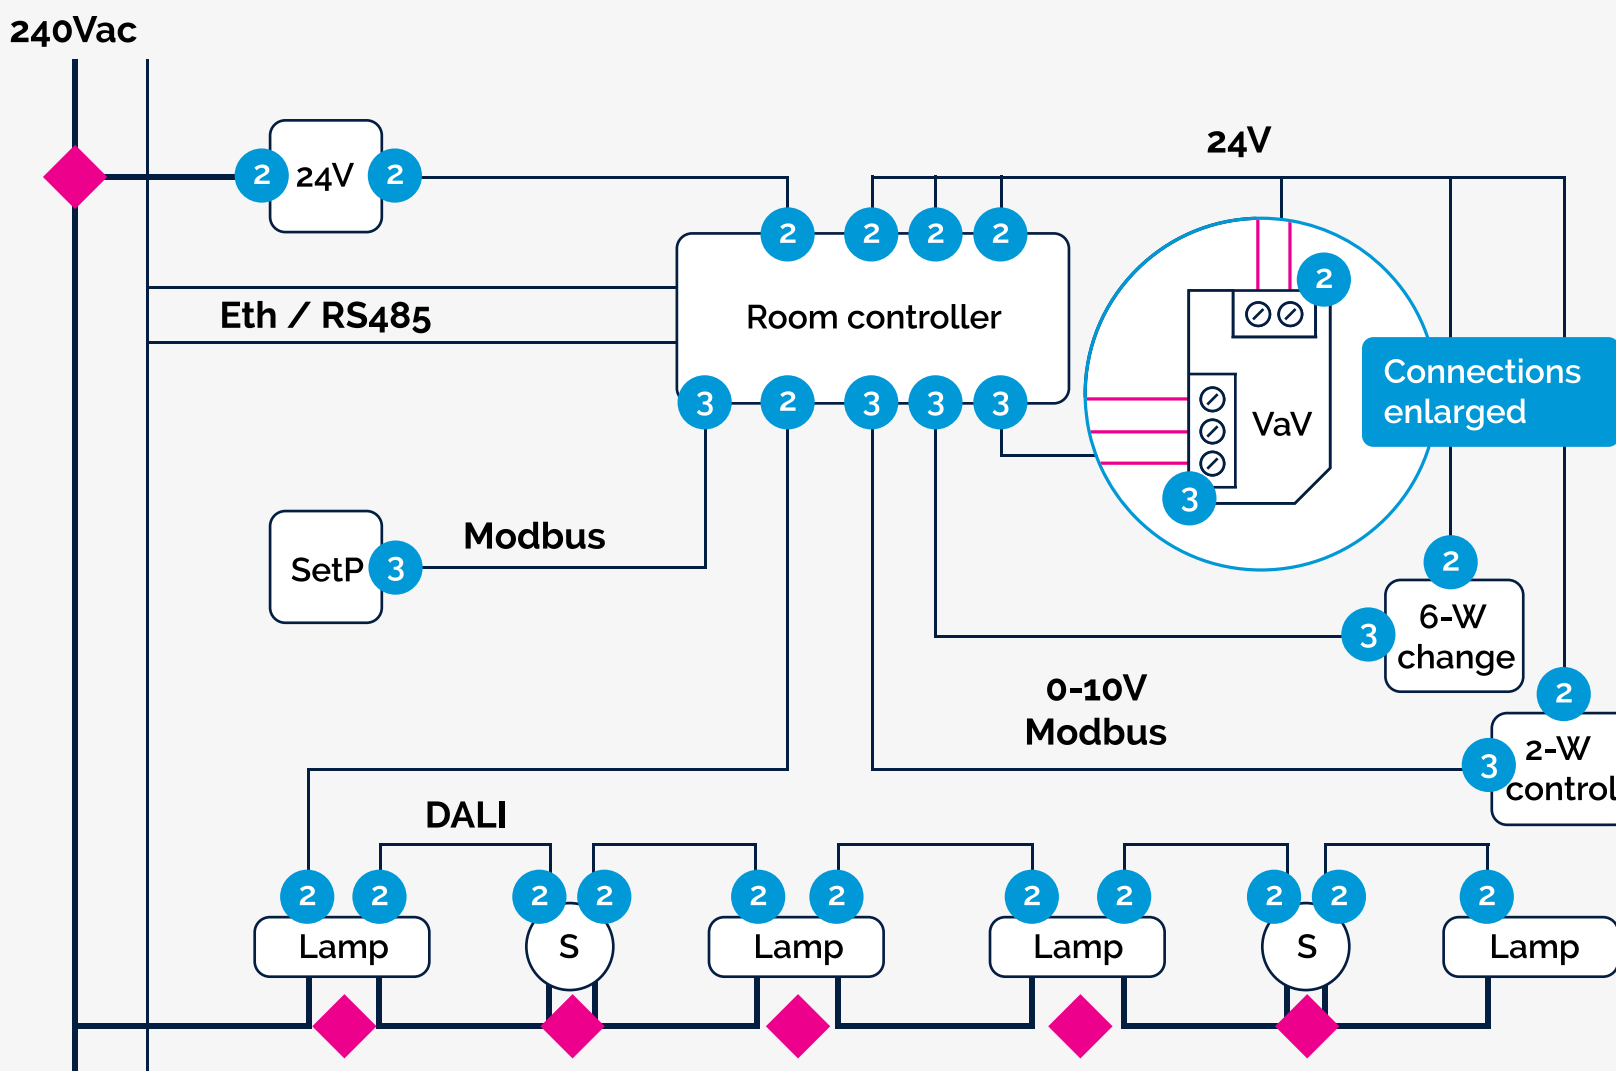 240Vac
24V
2 24V 2
2 2 2 2
2
Eth / RS485
Room controller
Connections
enlarged
VaV
3 2 3 3 3
3
Modbus
SetP 3
2
6-W
3
change
0-10V
Modbus
2
2-W
3
control
DALI
2 2 2 2 2 2 2 2 2 2 2
Lamp S Lamp Lamp S Lamp